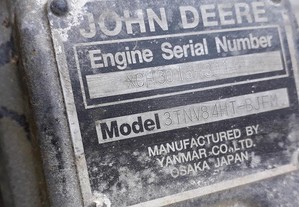 JOHN DEERE
Engine Serial Number
Model 3TNV84HT-BJFM
MANUFACTURED BY
YANMAR CO., LTD.
OSAKA JAPAN